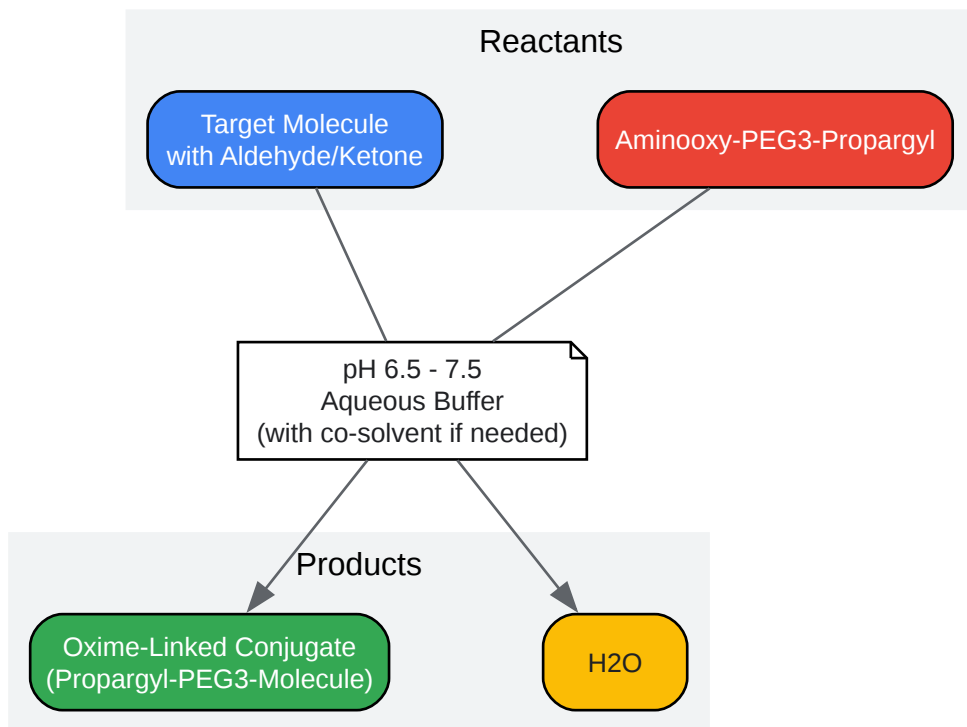 Reactants
Target Molecule
with Aldehyde/Ketone
Aminooxy-PEG3-Propargyl
pH 6.5 - 7.5
Aqueous Buffer
(with co-solvent if needed)
Products
Oxime-Linked Conjugate
(Propargyl-PEG3-Molecule)
H2O